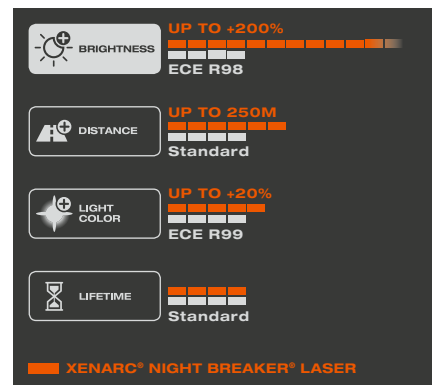 UP TO +200%
BRIGHTNESS
ECE R98
UP TO 250M
DISTANCE
Standard
UP TO +20%
LIGHT
COLOR
ECE R99
LIFETIME
Standard
XENARC® NIGHT BREAKER® LASER